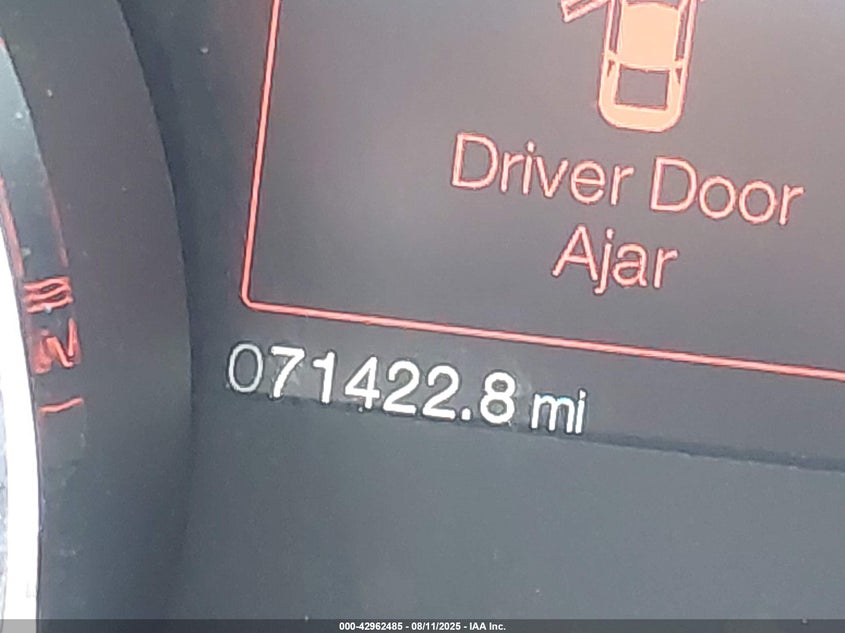 Driver Door
Ajar
071422.8 mi
000-42962485 - 08/11/2025 - IAA Inc.